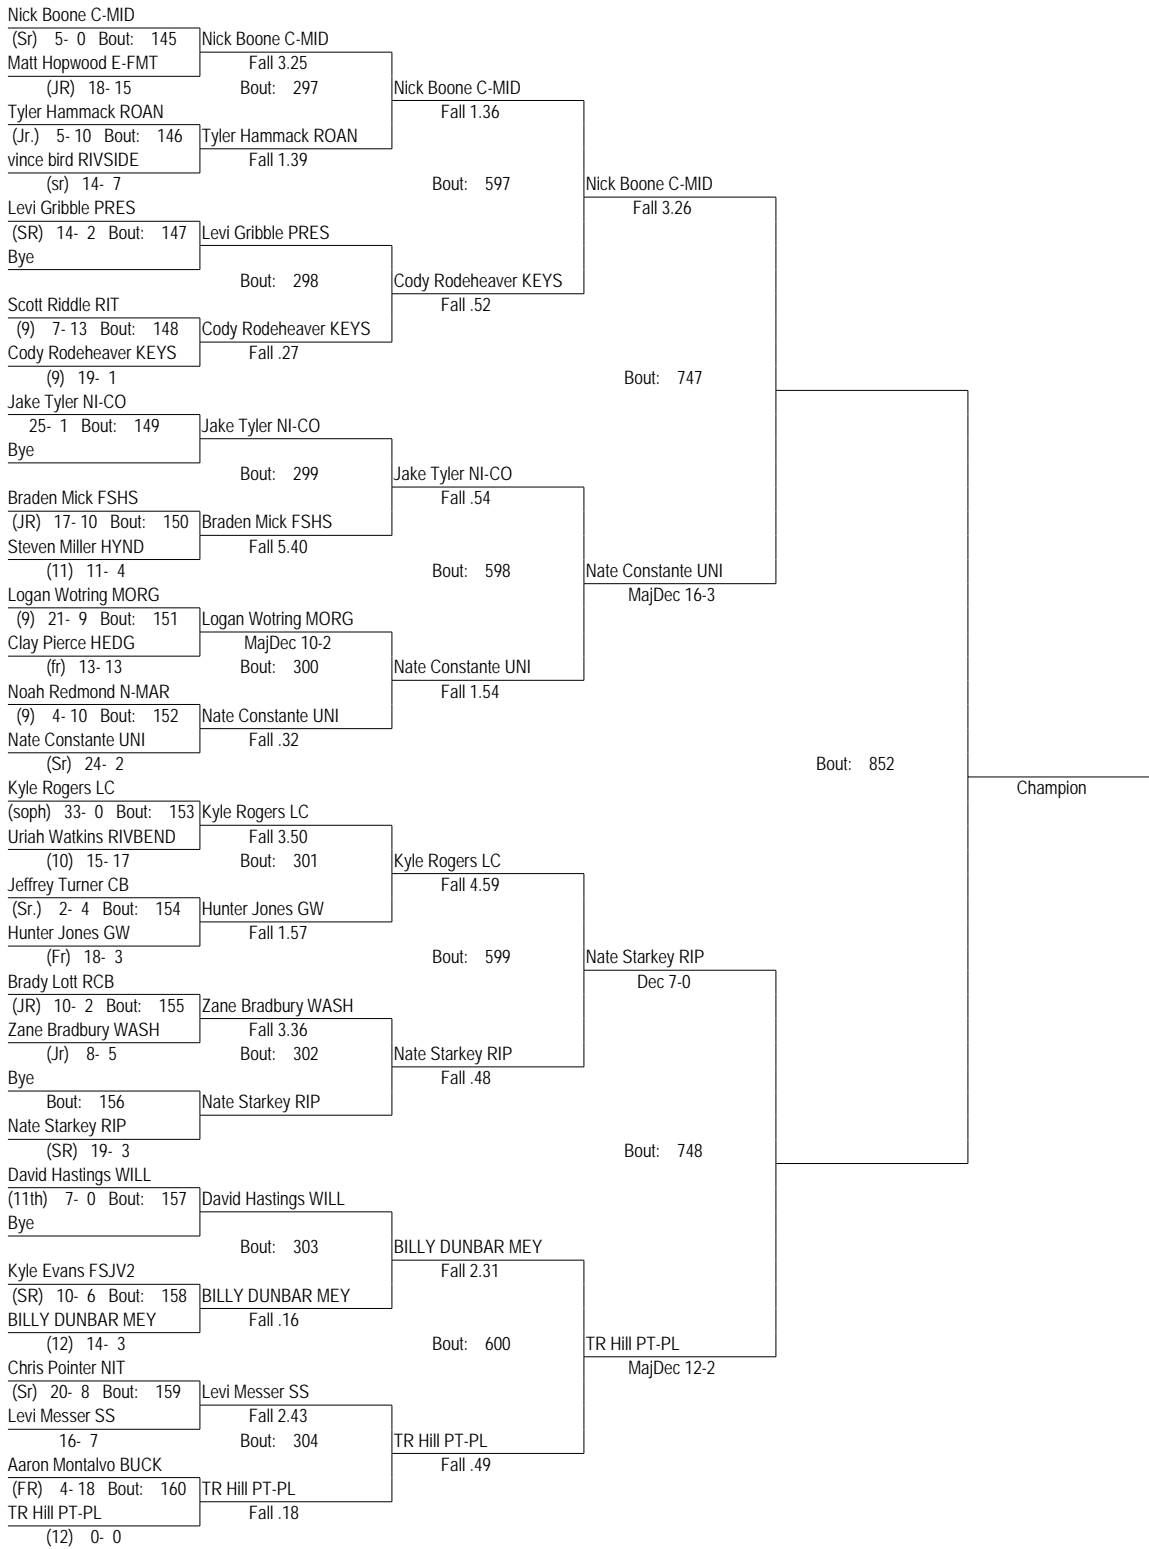 Nick Boone C-MID
(Sr) 5- 0 Bout: 145 Nick Boone C-MID
Matt Hopwood E-FMT Fall 3.25
(JR) 18- 15 Bout: 297 Nick Boone C-MID
Tyler Hammack ROAN Fall 1.36
(Jr.) 5- 10 Bout: 146 Tyler Hammack ROAN
vince bird RIVSIDE Fall 1.39
(sr) 14- 7 Bout: 597 Nick Boone C-MID
Levi Gribble PRES Fall 3.26
(SR) 14- 2 Bout: 147 Levi Gribble PRES
Bye
Bout: 298 Cody Rodeheaver KEYS
Scott Riddle RIT Fall .52
(9) 7- 13 Bout: 148 Cody Rodeheaver KEYS
Cody Rodeheaver KEYS Fall .27
(9) 19- 1 Bout: 747
Jake Tyler NI-CO
25- 1 Bout: 149 Jake Tyler NI-CO
Bye
Bout: 299 Jake Tyler NI-CO
Braden Mick FSHS Fall .54
(JR) 17- 10 Bout: 150 Braden Mick FSHS
Steven Miller HYND Fall 5.40
(11) 11- 4 Bout: 598 Nate Constante UNI
Logan Wotring MORG MajDec 16-3
(9) 21- 9 Bout: 151 Logan Wotring MORG
Clay Pierce HEDG MajDec 10-2
(fr) 13- 13 Bout: 300 Nate Constante UNI
Noah Redmond N-MAR Fall 1.54
(9) 4- 10 Bout: 152 Nate Constante UNI
Nate Constante UNI Fall .32
(Sr) 24- 2 Bout: 852
Kyle Rogers LC Champion
(soph) 33- 0 Bout: 153 Kyle Rogers LC
Uriah Watkins RIVBEND Fall 3.50
(10) 15- 17 Bout: 301 Kyle Rogers LC
Jeffrey Turner CB Fall 4.59
(Sr.) 2- 4 Bout: 154 Hunter Jones GW
Hunter Jones GW Fall 1.57
(Fr) 18- 3 Bout: 599 Nate Starkey RIP
Brady Lott RCB Dec 7-0
(JR) 10- 2 Bout: 155 Zane Bradbury WASH
Zane Bradbury WASH Fall 3.36
(Jr) 8- 5 Bout: 302 Nate Starkey RIP
Bye Fall .48
Bout: 156 Nate Starkey RIP
Nate Starkey RIP
(SR) 19- 3 Bout: 748
David Hastings WILL
(11th) 7- 0 Bout: 157 David Hastings WILL
Bye
Bout: 303 BILLY DUNBAR MEY
Kyle Evans FSJV2 Fall 2.31
(SR) 10- 6 Bout: 158 BILLY DUNBAR MEY
BILLY DUNBAR MEY Fall .16
(12) 14- 3 Bout: 600 TR Hill PT-PL
Chris Pointer NIT MajDec 12-2
(Sr) 20- 8 Bout: 159 Levi Messer SS
Levi Messer SS Fall 2.43
16- 7 Bout: 304 TR Hill PT-PL
Aaron Montalvo BUCK Fall .49
(FR) 4- 18 Bout: 160 TR Hill PT-PL
TR Hill PT-PL Fall .18
(12) 0- 0